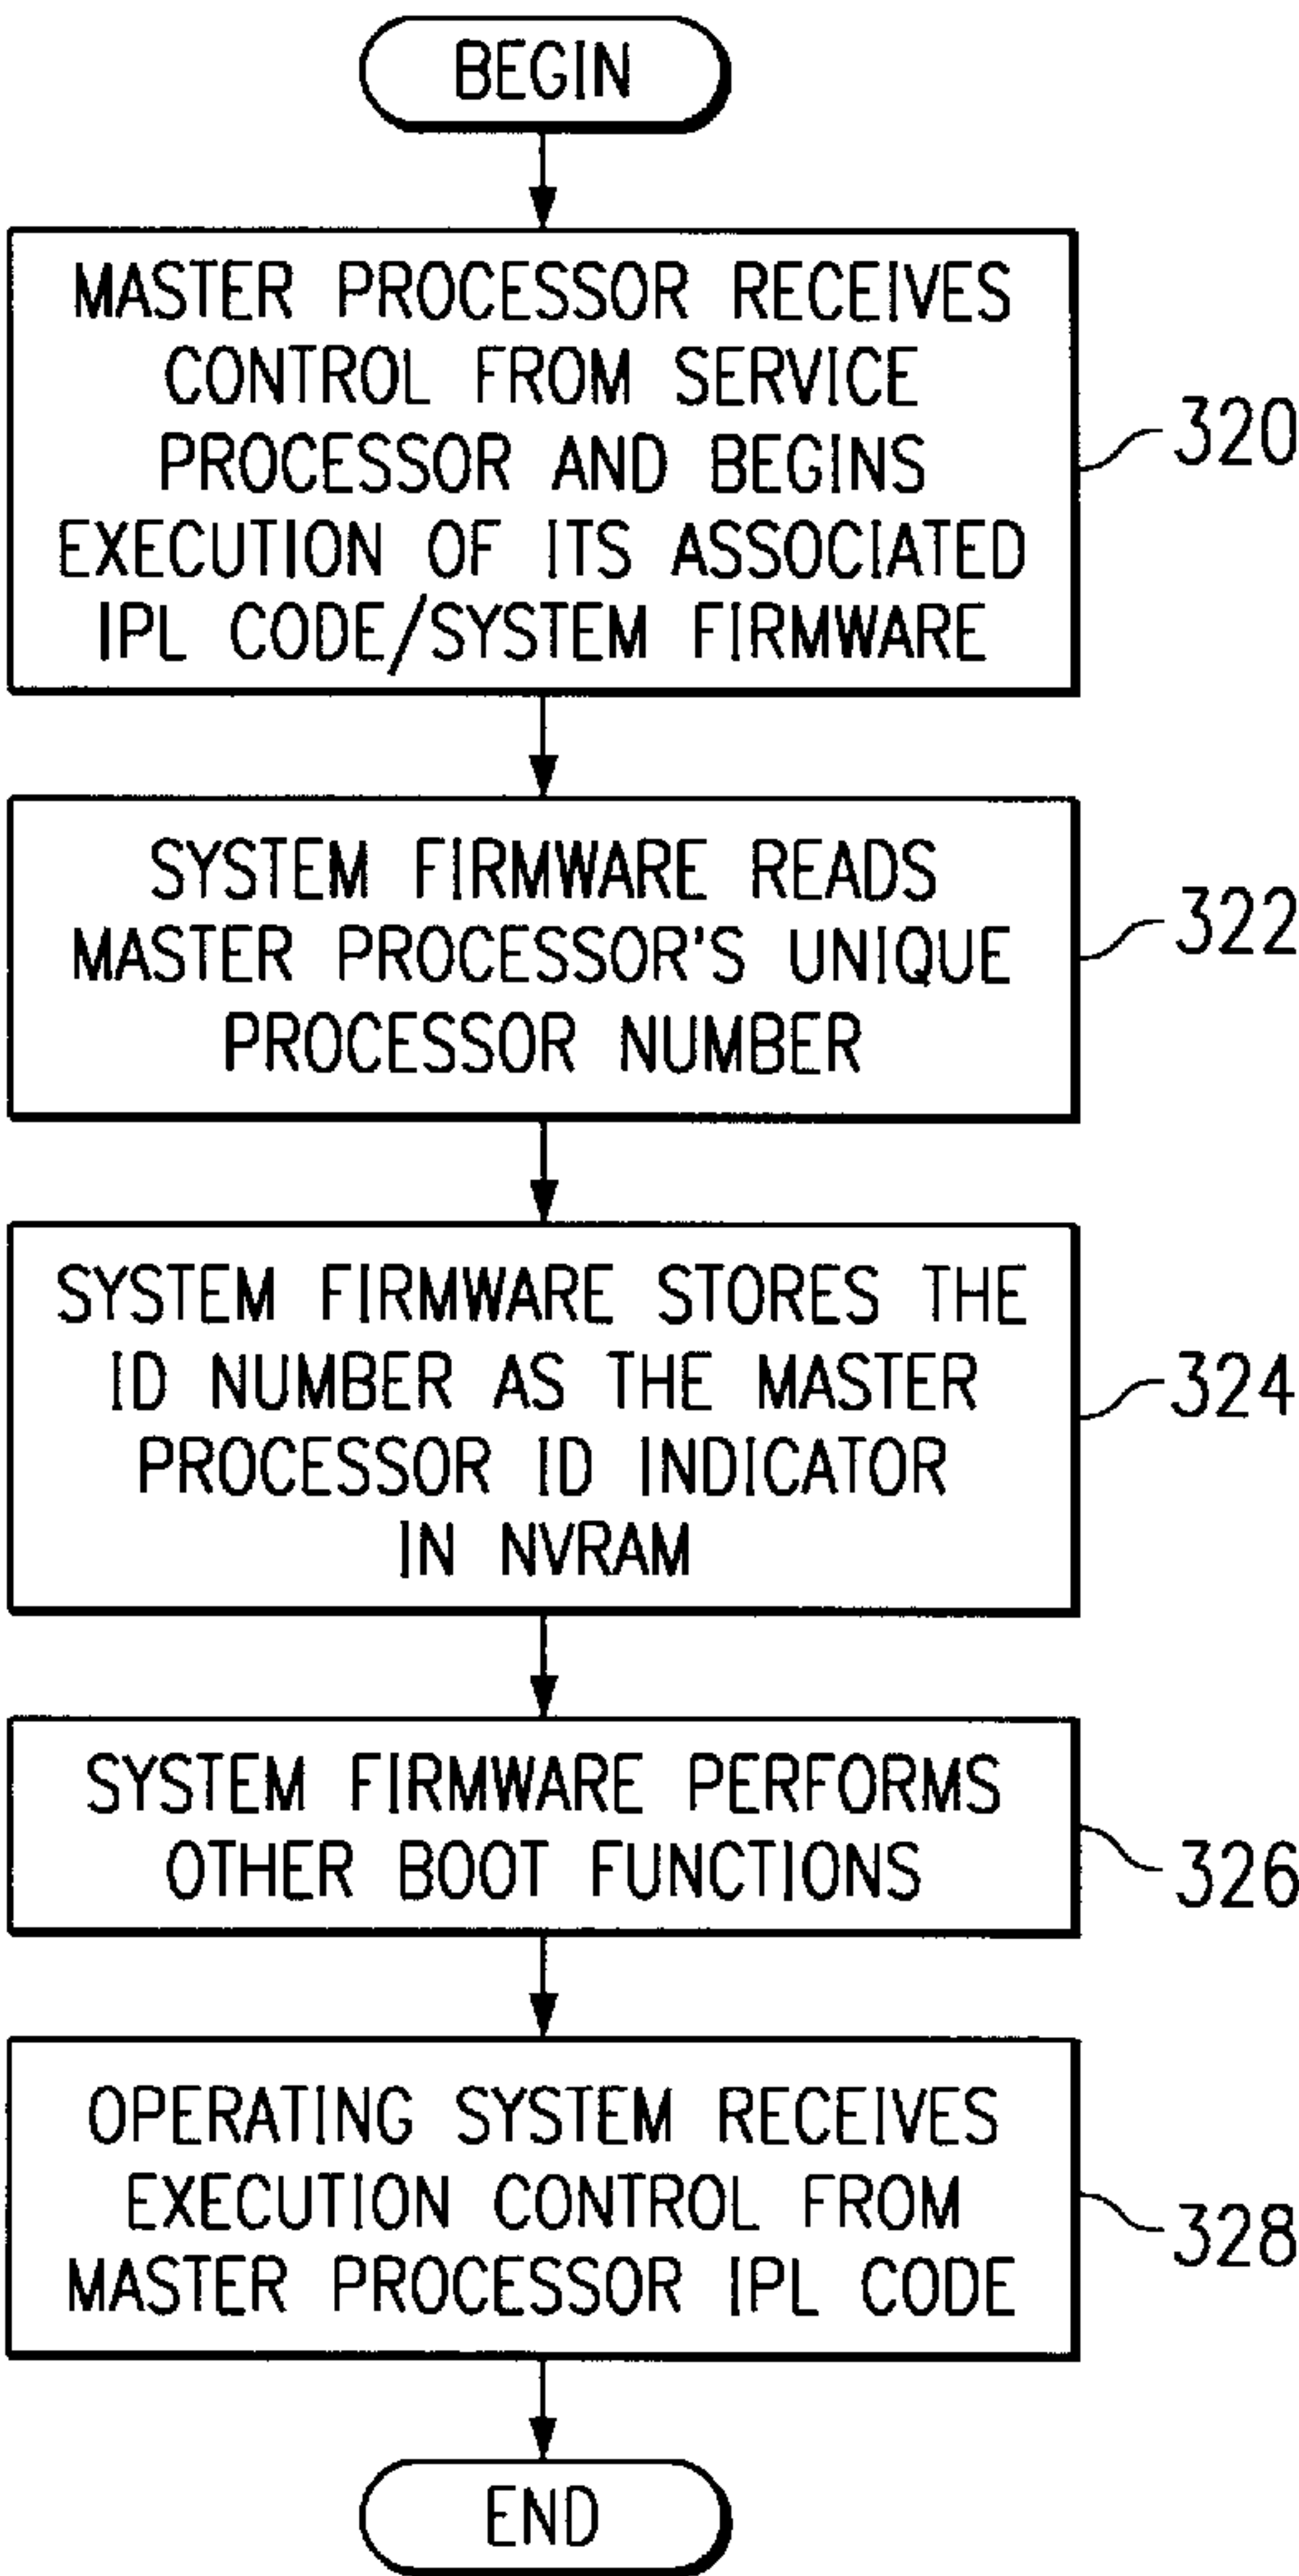 BEGIN
MASTER PROCESSOR RECEIVES
CONTROL FROM SERVICE
PROCESSOR AND BEGINS
EXECUTION OF ITS ASSOCIATED
IPL CODE/SYSTEM FIRMWARE
320
SYSTEM FIRMWARE READS
MASTER PROCESSOR'S UNIQUE
PROCESSOR NUMBER
322
SYSTEM FIRMWARE STORES THE
ID NUMBER AS THE MASTER
PROCESSOR ID INDICATOR
IN NVRAM
324
SYSTEM FIRMWARE PERFORMS
OTHER BOOT FUNCTIONS
326
OPERATING SYSTEM RECEIVES
EXECUTION CONTROL FROM
MASTER PROCESSOR IPL CODE
328
END